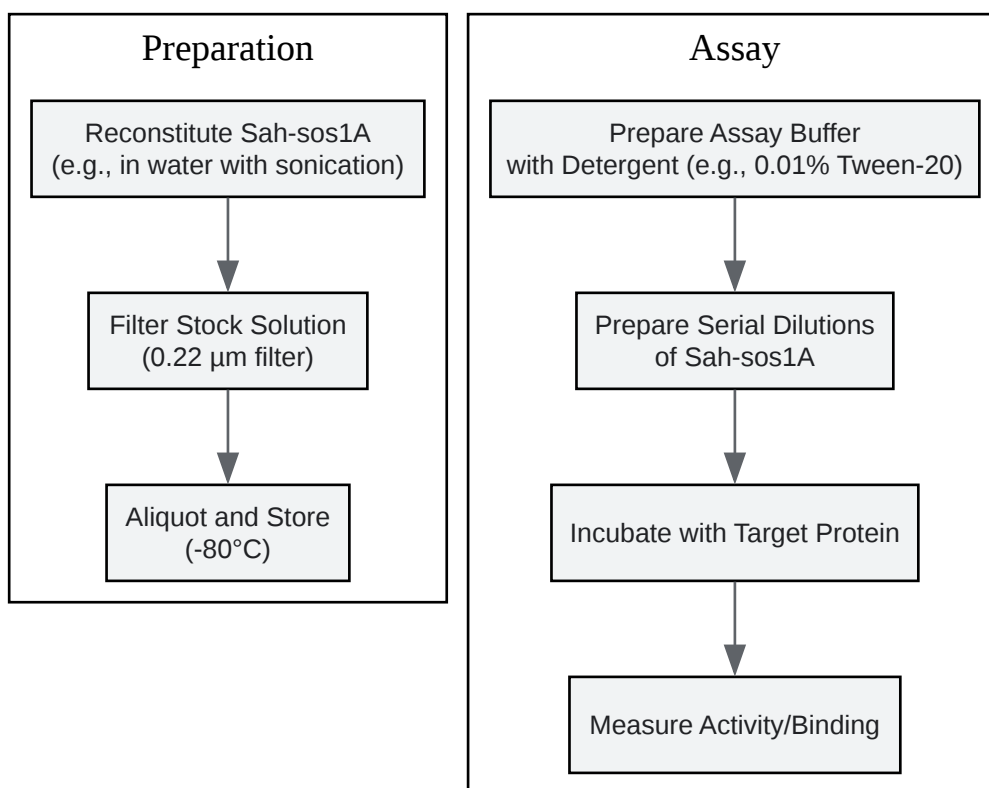 Preparation
Reconstitute Sah-sos1A
(e.g., in water with sonication)
Filter Stock Solution
(0.22 µm filter)
Aliquot and Store
(-80°C)
Assay
Prepare Assay Buffer
with Detergent (e.g., 0.01% Tween-20)
Prepare Serial Dilutions
of Sah-sos1A
Incubate with Target Protein
Measure Activity/Binding